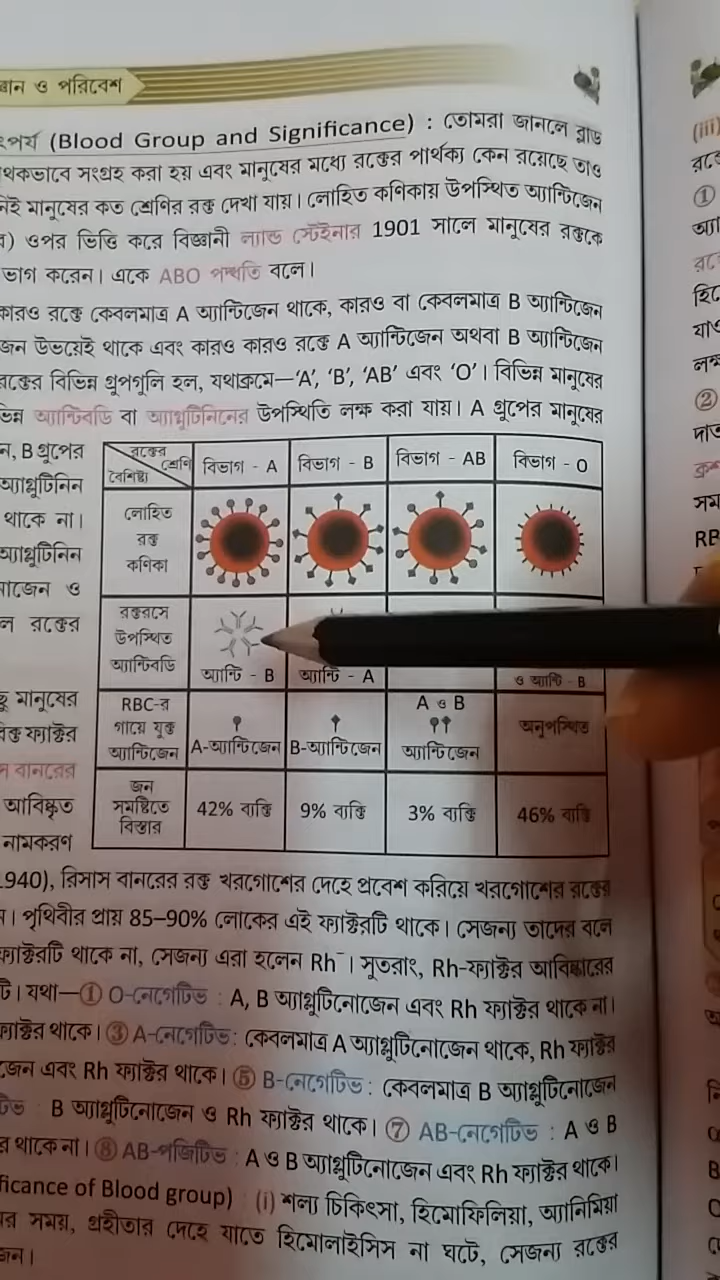 ও পরিবেশ
(Blood Group and Significance) : তোমরা জানলে ব্লাড
থকভাবে সংগ্রহ করা হয় এবং মানুষের মধ্যে রক্তের পার্থক্য কেন রয়েছে তাও
নেই মানুষের কত শ্রেণির রক্ত দেখা যায়। লোহিত কণিকায় উপস্থিত অ্যান্টিজেন
) ওপর ভিত্তি করে বিজ্ঞানী ল্যান্ড স্টেইনার 1901 সালে মানুষের রক্তকে
ভাগ করেন। একে ABO পদ্ধতি বলে।
কারও রক্তে কেবলমাত্র A অ্যান্টিজেন থাকে, কারও বা কেবলমাত্র B অ্যান্টিজেন
জেন উভয়েই থাকে এবং কারও কারও রক্তে A অ্যান্টিজেন অথবা B অ্যান্টিজেন
রক্তের বিভিন্ন গ্রুপগুলি হল, যথাক্রমে—‘A’, ‘B’, ‘AB’ এবং ‘O’। বিভিন্ন মানুষের
ভিন্ন অ্যান্টিবডি বা অ্যাগ্লুটিনিনের উপস্থিতি লক্ষ করা যায়। A গ্রুপের মানুষের
ন, B গ্রুপের
অ্যাগ্লুটিনিন
থাকে না।
অ্যাগ্লুটিনিন
নোজেন ও
ল রক্তের
মানুষের
ফ্যাক্টর
বানরের
আবিষ্কৃত
নামকরণ
রক্তের শ্রেণি
বৈশিষ্ট্য
বিভাগ - A
বিভাগ - B
বিভাগ - AB
বিভাগ - O
লোহিত
রক্ত
কণিকা
রক্তরসে
উপস্থিত
অ্যান্টিবডি
অ্যান্টি - B
অ্যান্টি - A
ও অ্যান্টি - B
RBC-র
গায়ে যুক্ত
অ্যান্টিজেন
A-অ্যান্টিজেন
B-অ্যান্টিজেন
A ও B
অ্যান্টিজেন
অনুপস্থিত
জন
সমষ্টিতে
বিস্তার
42% ব্যক্তি
9% ব্যক্তি
3% ব্যক্তি
46% ব্যক্তি
1940), রিসাস বানরের রক্ত খরগোশের দেহে প্রবেশ করিয়ে খরগোশের রক্তের
। পৃথিবীর প্রায় 85–90% লোকের এই ফ্যাক্টরটি থাকে। সেজন্য তাদের বলে
ফ্যাক্টরটি থাকে না, সেজন্য এরা হলেন Rh⁻। সুতরাং, Rh-ফ্যাক্টর আবিষ্কারের
টি। যথা—① O-নেগেটিভ : A, B অ্যাগ্লুটিনোজেন এবং Rh ফ্যাক্টর থাকে না।
ফ্যাক্টর থাকে। ③ A-নেগেটিভ : কেবলমাত্র A অ্যাগ্লুটিনোজেন থাকে, Rh ফ্যাক্টর
জেন এবং Rh ফ্যাক্টর থাকে। ⑤ B-নেগেটিভ : কেবলমাত্র B অ্যাগ্লুটিনোজেন
টিভ : B অ্যাগ্লুটিনোজেন ও Rh ফ্যাক্টর থাকে। ⑦ AB-নেগেটিভ : A ও B
র থাকে না। ⑧ AB-পজিটিভ : A ও B অ্যাগ্লুটিনোজেন এবং Rh ফ্যাক্টর থাকে।
ficance of Blood group) : (i) শল্য চিকিৎসা, হিমোফিলিয়া, অ্যানিমিয়া
র সময়, গ্রহীতার দেহে যাতে হিমোলাইসিস না ঘটে, সেজন্য রক্তের
জন।
(iii)
①
②
RB